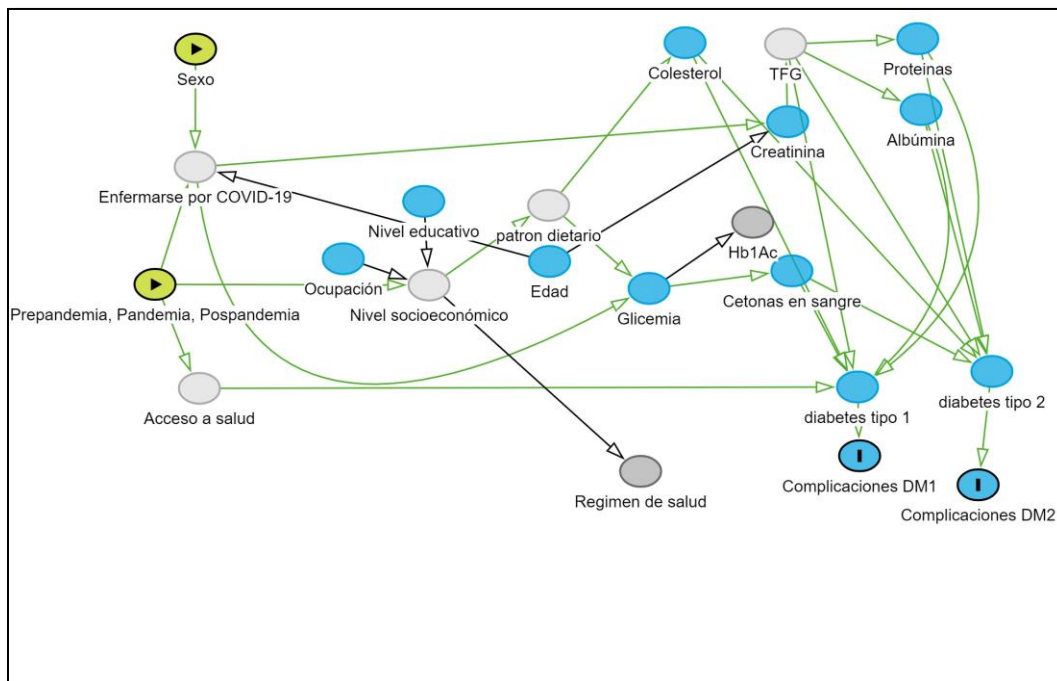 Sexo
Colesterol
TFG
Proteinas
Albúmina
Creatinina
Enfermarse por COVID-19
Nivel educativo
patron dietario
Hb1Ac
Ocupación
Edad
Cetonas en sangre
Prepandemia, Pandemia, Pospandemia
Nivel socioeconómico
Glicemia
Acceso a salud
diabetes tipo 1
diabetes tipo 2
Regimen de salud
Complicaciones DM1
Complicaciones DM2